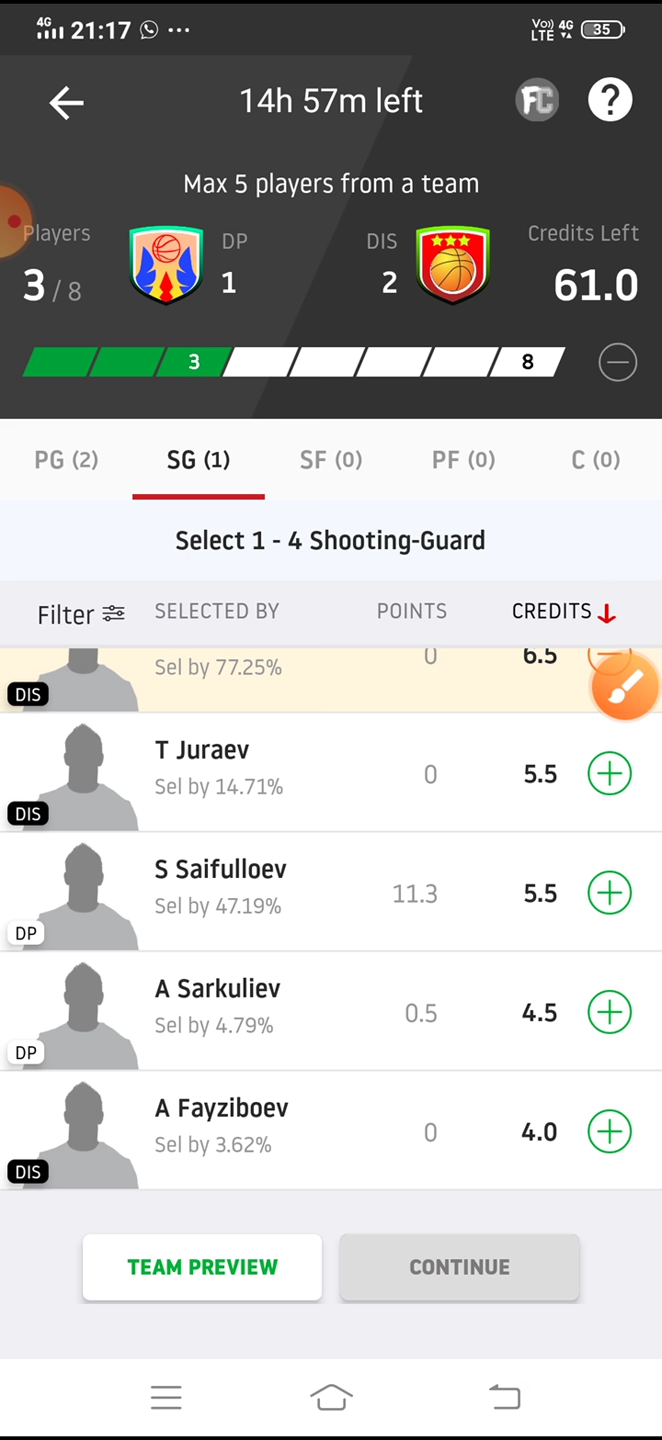 4G 21:17 ... Vo)) LTE 4G 35
14h 57m left FC ?
Max 5 players from a team
Players DP DIS Credits Left
3 / 8 1 2 61.0
3 8
PG (2) SG (1) SF (0) PF (0) C (0)
Select 1 - 4 Shooting-Guard
Filter SELECTED BY POINTS CREDITS
Sel by 77.25% 0 6.5
DIS
T Juraev
Sel by 14.71% 0 5.5
DIS
S Saifulloev
Sel by 47.19% 11.3 5.5
DP
A Sarkuliev
Sel by 4.79% 0.5 4.5
DP
A Fayziboev
Sel by 3.62% 0 4.0
DIS
TEAM PREVIEW CONTINUE